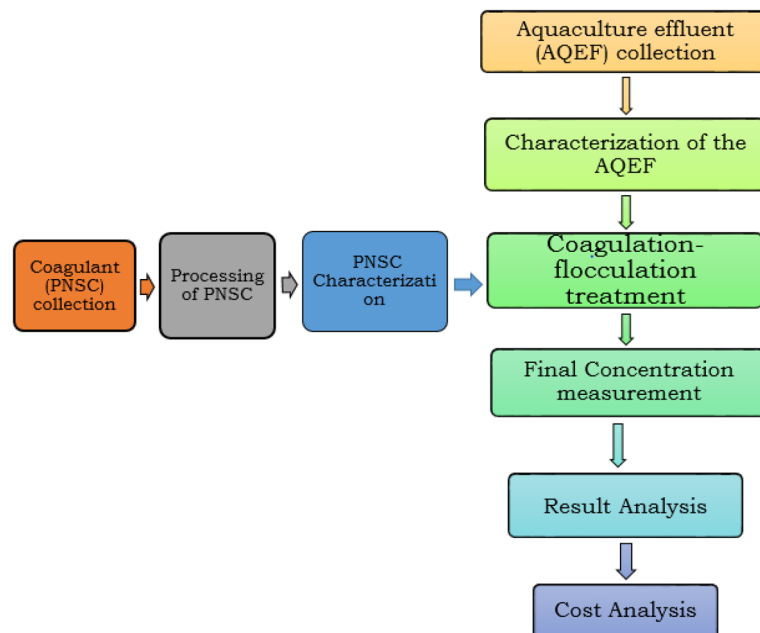 Aquaculture effluent
(AQEF) collection
Characterization of the
AQEF
Coagulant
(PNSC)
collection
Processing
of PNSC
PNSC
Characterizati
on
Coagulation-
flocculation
treatment
Final Concentration
measurement
Result Analysis
Cost Analysis